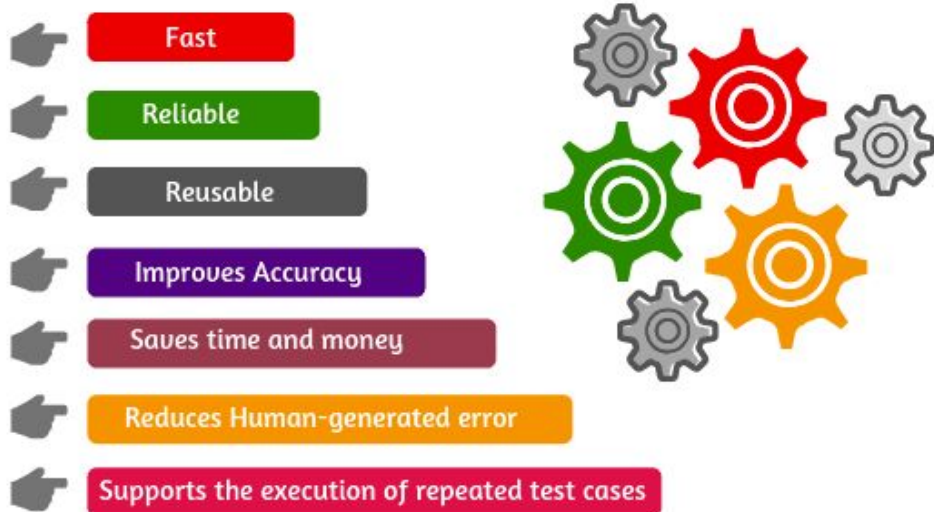 Fast
Reliable
Reusable
Improves Accuracy
Saves time and money
Reduces Human-generated error
Supports the execution of repeated test cases